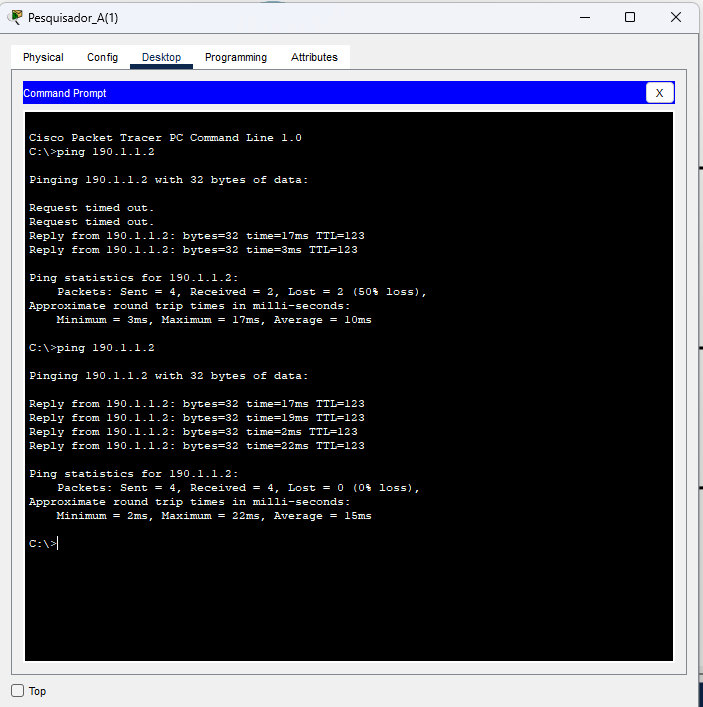 Pesquisador_A(1)
Physical Config Desktop Programming Attributes
Command Prompt
X
Cisco Packet Tracer PC Command Line 1.0
C:\>ping 190.1.1.2
Pinging 190.1.1.2 with 32 bytes of data:
Request timed out.
Request timed out.
Reply from 190.1.1.2: bytes=32 time=17ms TTL=123
Reply from 190.1.1.2: bytes=32 time=3ms TTL=123
Ping statistics for 190.1.1.2:
Packets: Sent = 4, Received = 2, Lost = 2 (50% loss),
Approximate round trip times in milli-seconds:
Minimum = 3ms, Maximum = 17ms, Average = 10ms
C:\>ping 190.1.1.2
Pinging 190.1.1.2 with 32 bytes of data:
Reply from 190.1.1.2: bytes=32 time=17ms TTL=123
Reply from 190.1.1.2: bytes=32 time=19ms TTL=123
Reply from 190.1.1.2: bytes=32 time=2ms TTL=123
Reply from 190.1.1.2: bytes=32 time=22ms TTL=123
Ping statistics for 190.1.1.2:
Packets: Sent = 4, Received = 4, Lost = 0 (0% loss),
Approximate round trip times in milli-seconds:
Minimum = 2ms, Maximum = 22ms, Average = 15ms
C:\>
Top